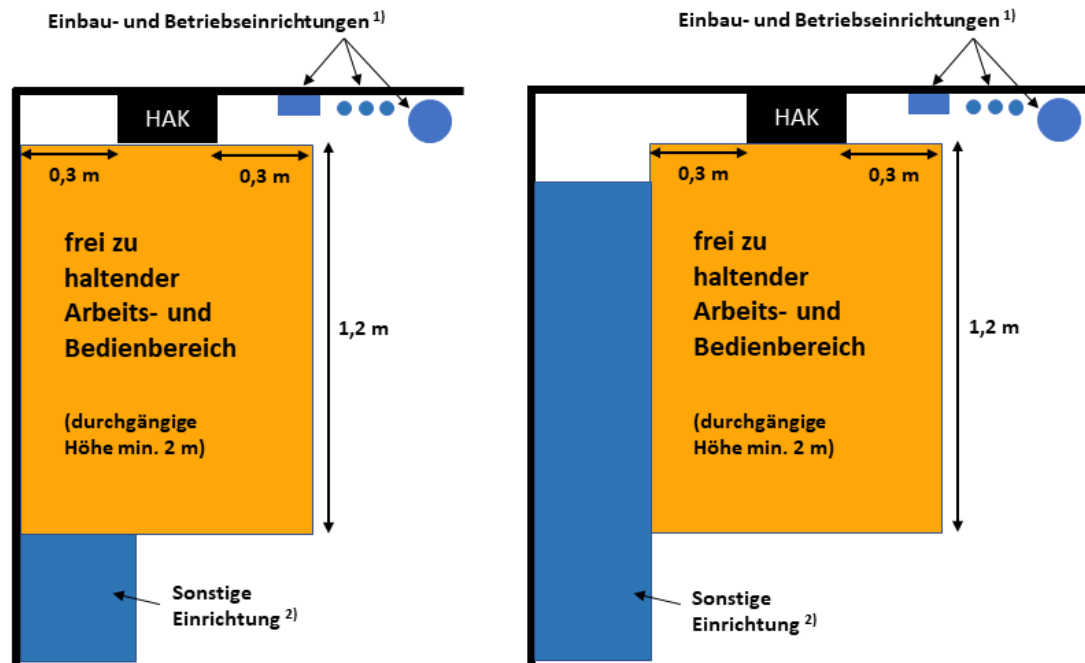 Einbau- und Betriebseinrichtungen 1)
HAK
0,3 m
0,3 m
frei zu
haltender
Arbeits- und
Bedienbereich
(durchgängige
Höhe min. 2 m)
1,2 m
Sonstige
Einrichtung 2)
Einbau- und Betriebseinrichtungen 1)
HAK
0,3 m
0,3 m
frei zu
haltender
Arbeits- und
Bedienbereich
(durchgängige
Höhe min. 2 m)
1,2 m
Sonstige
Einrichtung 2)